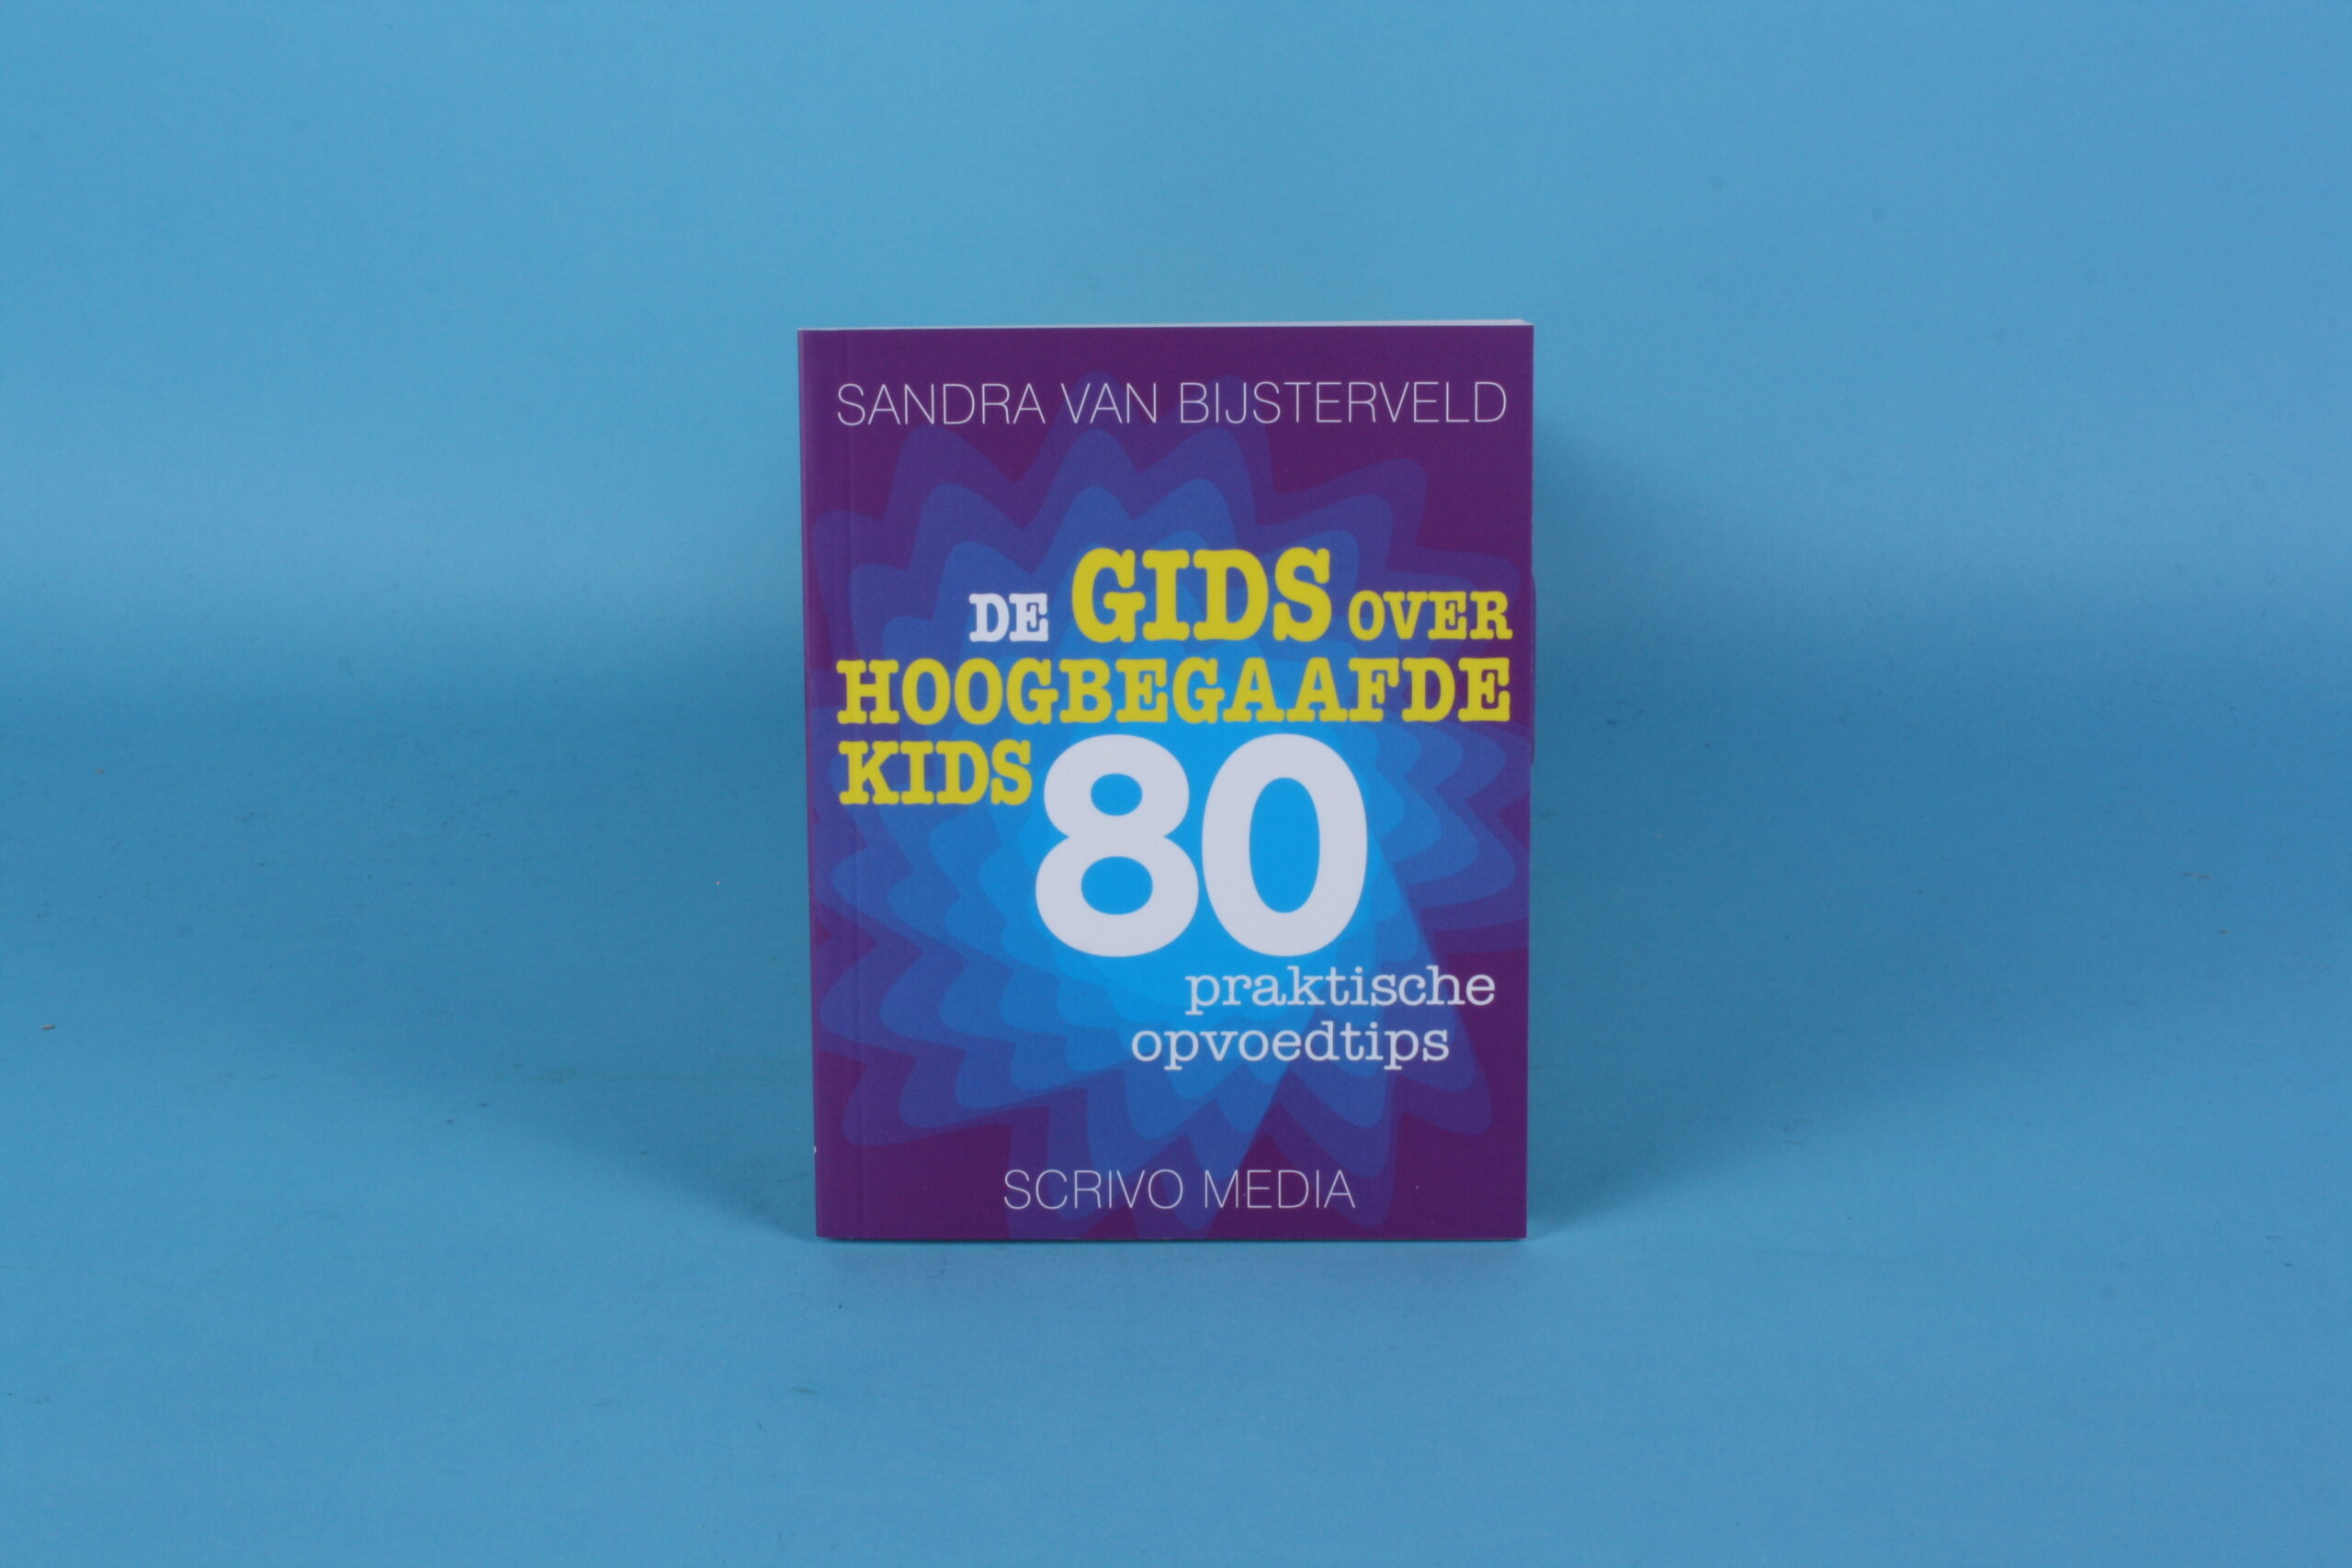 SANDRA VAN BIJSTERVELD
DE GIDS OVER
HOOGBEGAAFDE
KIDS 80
praktische
opvoedtips
SCRIVO MEDIA